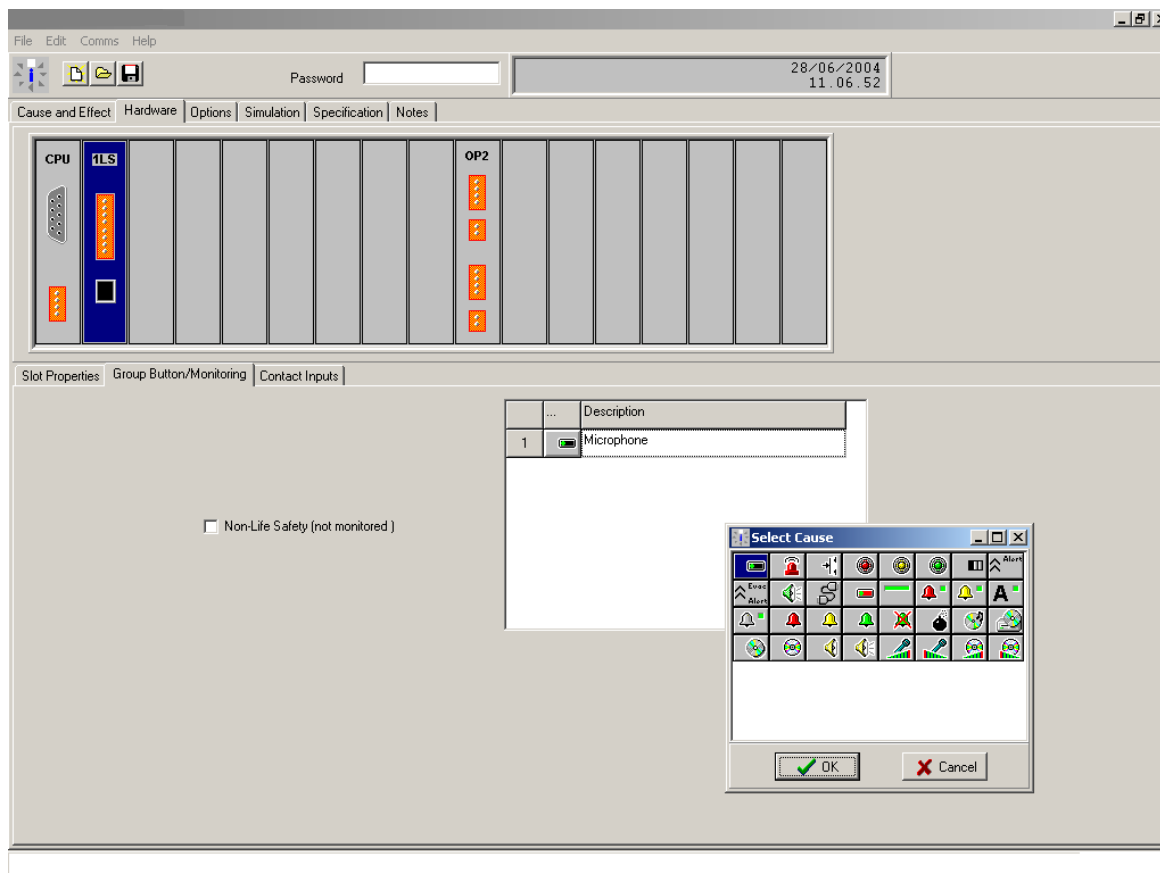 File Edit Comms Help
Password
28/06/2004
11.06.52
Cause and Effect Hardware Options Simulation Specification Notes
CPU 1LS OP2
Slot Properties Group Button/Monitoring Contact Inputs
... Description
1 Microphone
Non-Life Safety (not monitored )
Select Cause
Alert
Evac
Alert
A
OK Cancel